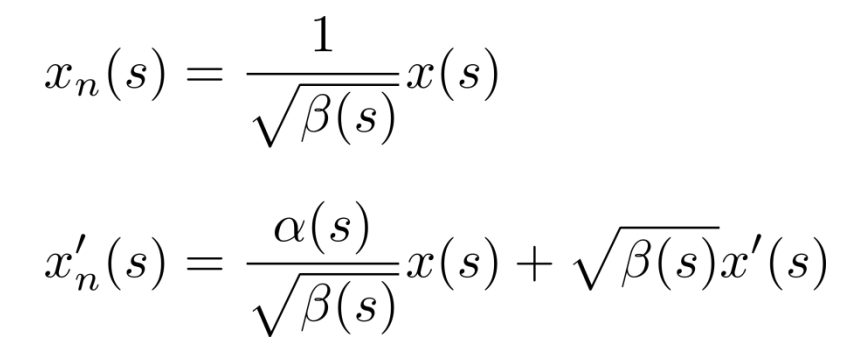 x_n(s) = \frac{1}{\sqrt{\beta(s)}} x(s)
x'_n(s) = \frac{\alpha(s)}{\sqrt{\beta(s)}} x(s) + \sqrt{\beta(s)} x'(s)